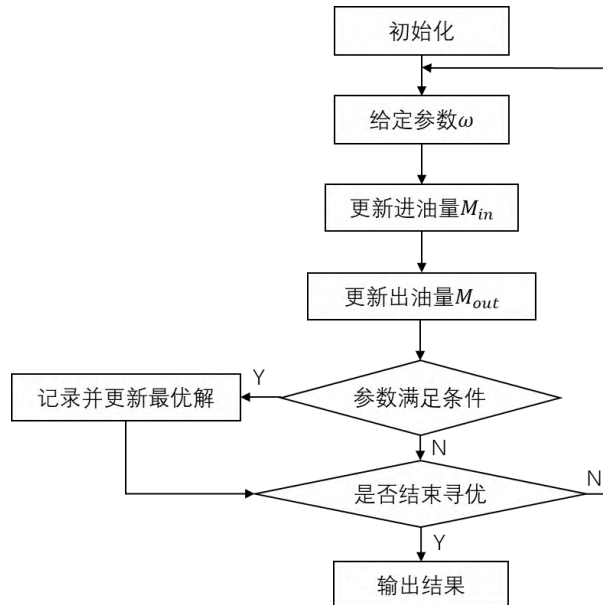 初始化
给定参数ω
更新进油量M_in
更新出油量M_out
Y
记录并更新最优解
参数满足条件
N
是否结束寻优
N
Y
输出结果